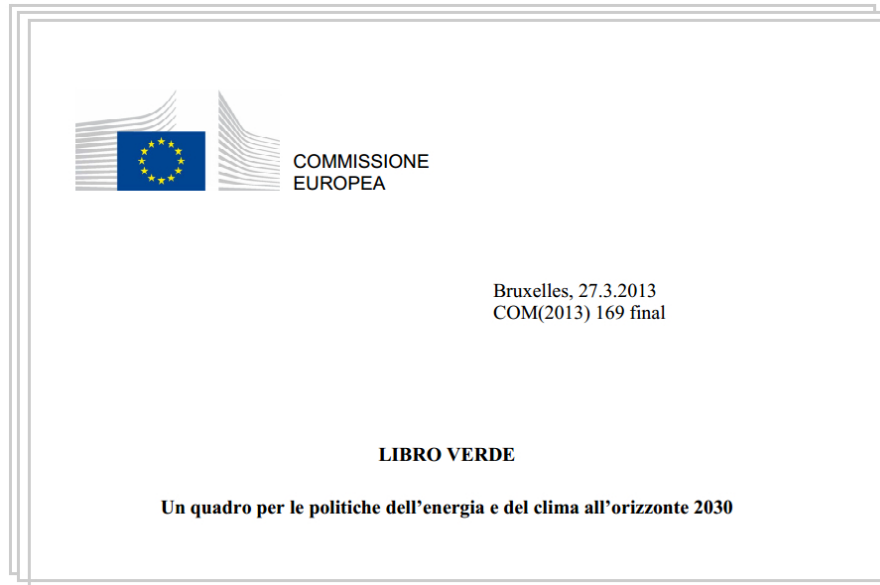 COMMISSIONE
EUROPEA
Bruxelles, 27.3.2013
COM(2013) 169 final
LIBRO VERDE
Un quadro per le politiche dell'energia e del clima all'orizzonte 2030